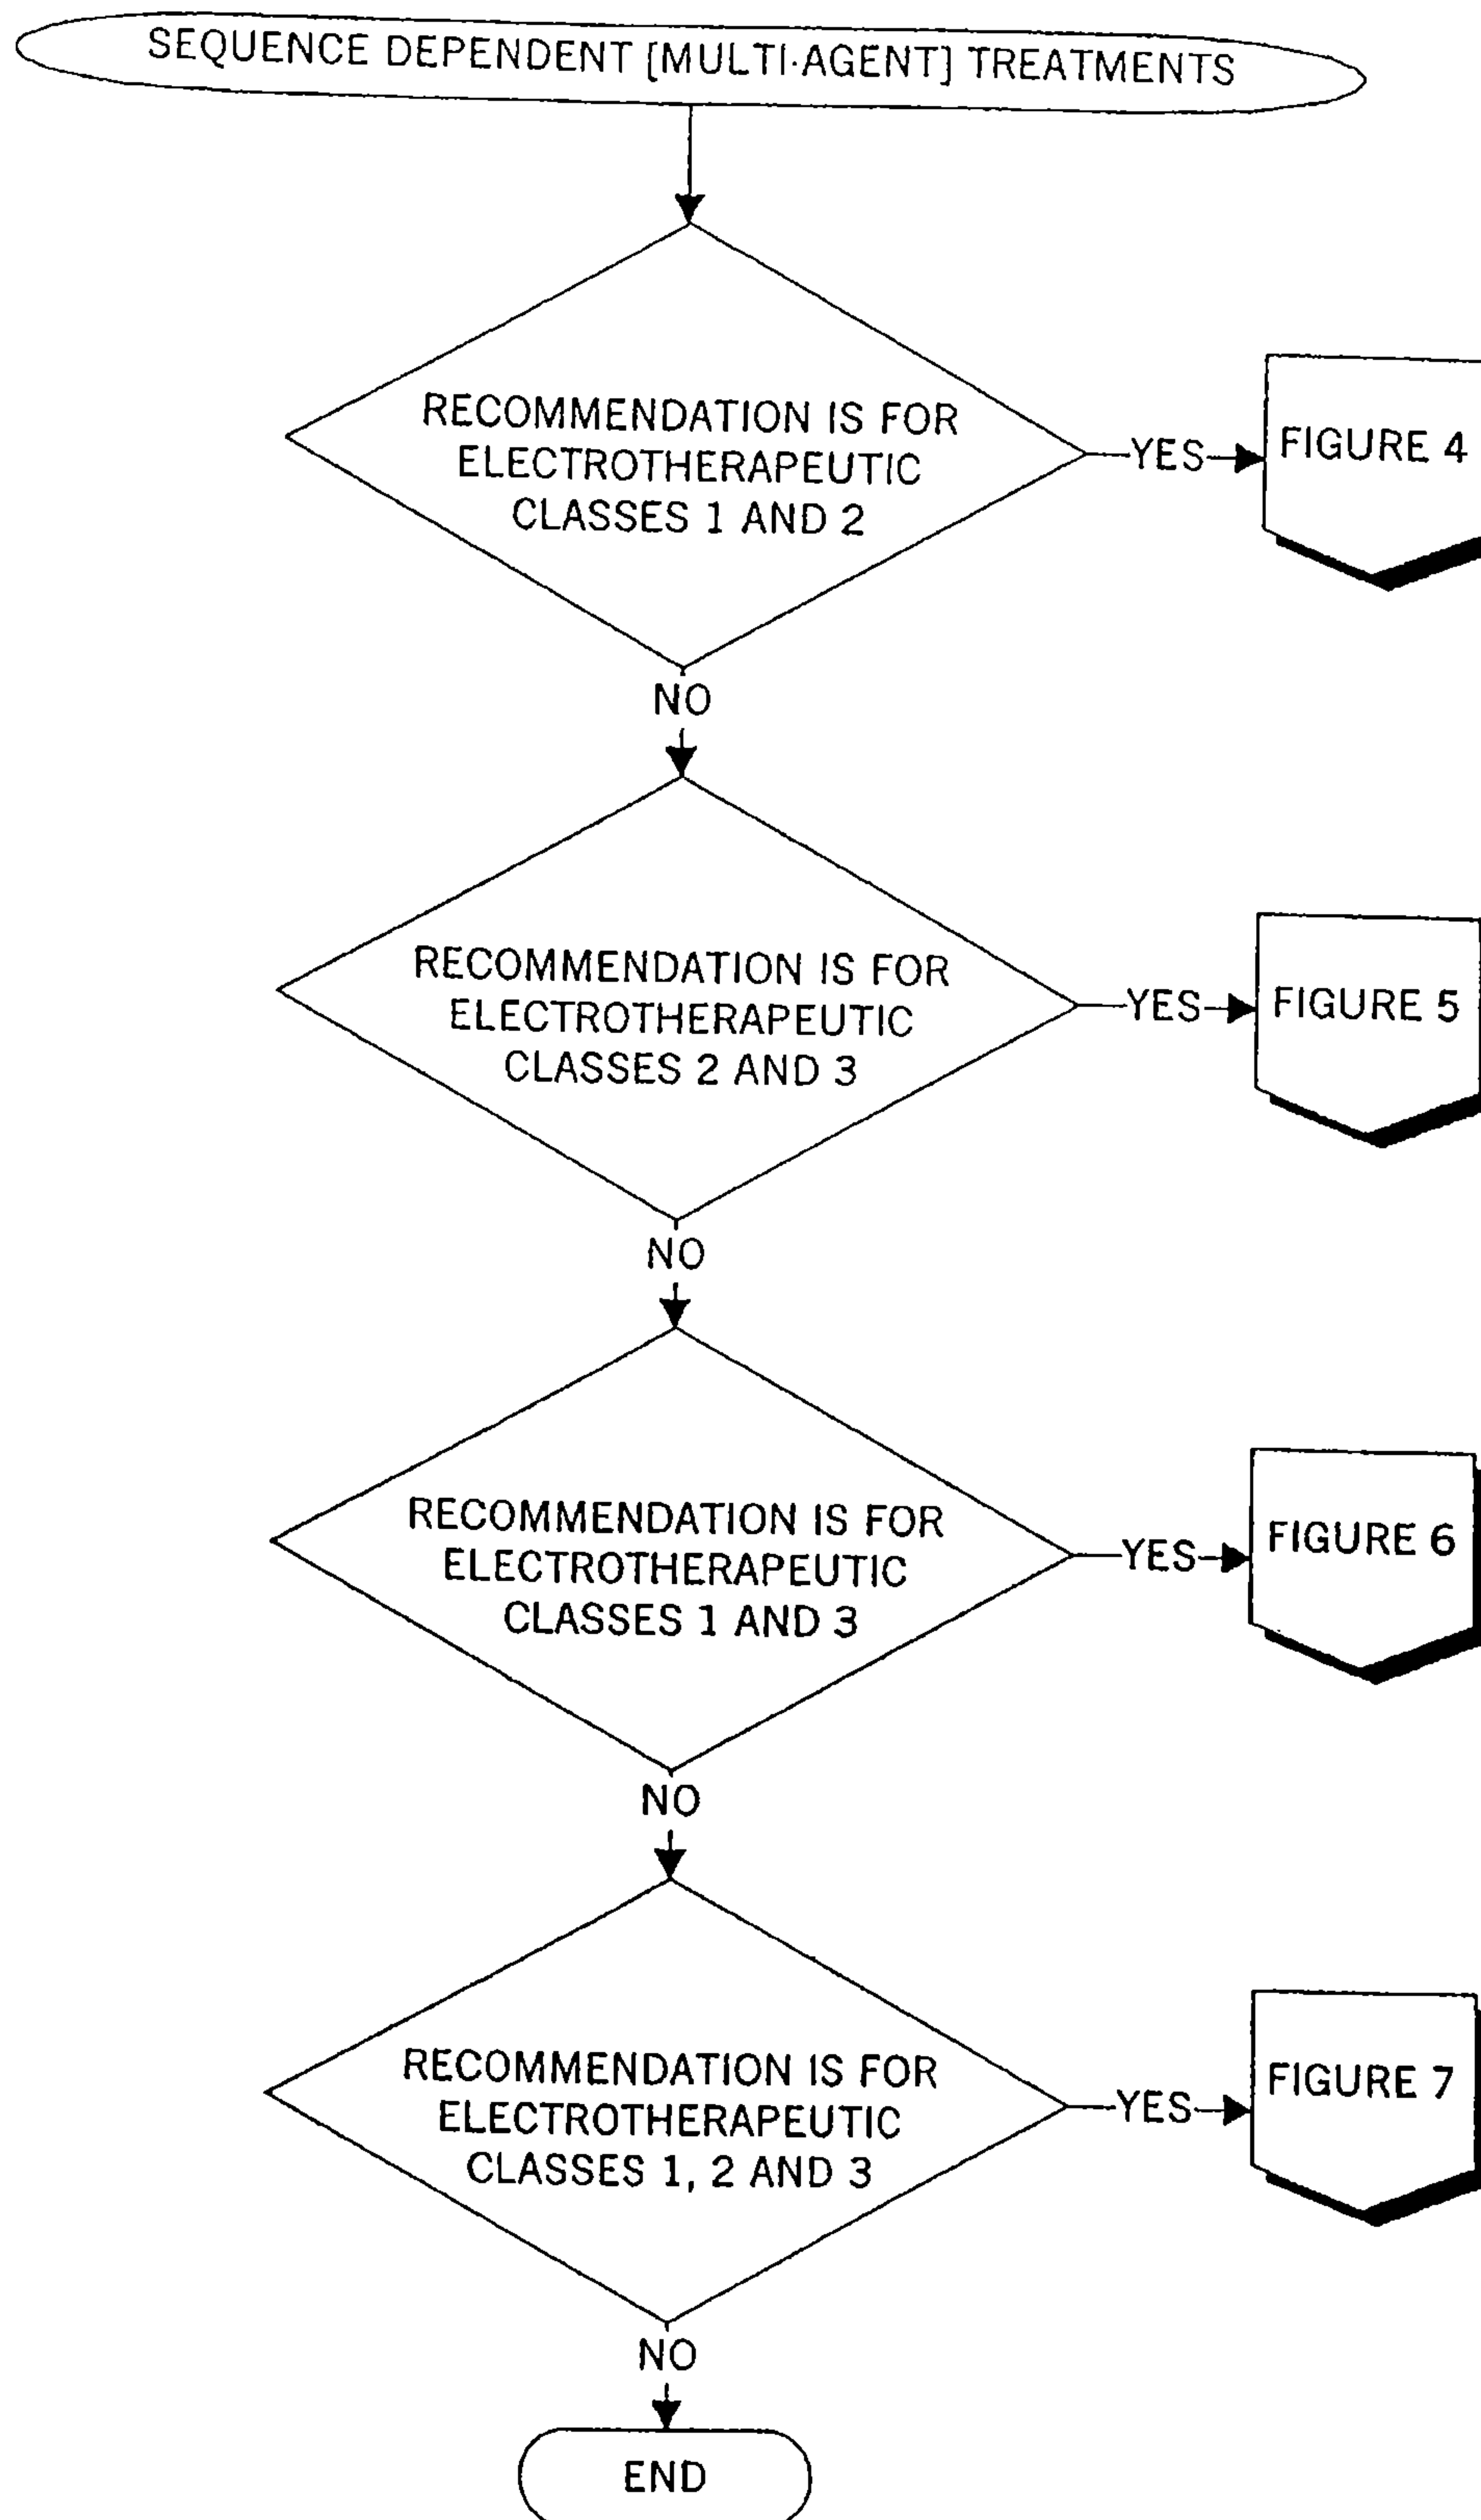 SEQUENCE DEPENDENT [MULTI-AGENT] TREATMENTS
RECOMMENDATION IS FOR
ELECTROTHERAPEUTIC
CLASSES 1 AND 2
YES
FIGURE 4
NO
RECOMMENDATION IS FOR
ELECTROTHERAPEUTIC
CLASSES 2 AND 3
YES
FIGURE 5
NO
RECOMMENDATION IS FOR
ELECTROTHERAPEUTIC
CLASSES 1 AND 3
YES
FIGURE 6
NO
RECOMMENDATION IS FOR
ELECTROTHERAPEUTIC
CLASSES 1, 2 AND 3
YES
FIGURE 7
NO
END